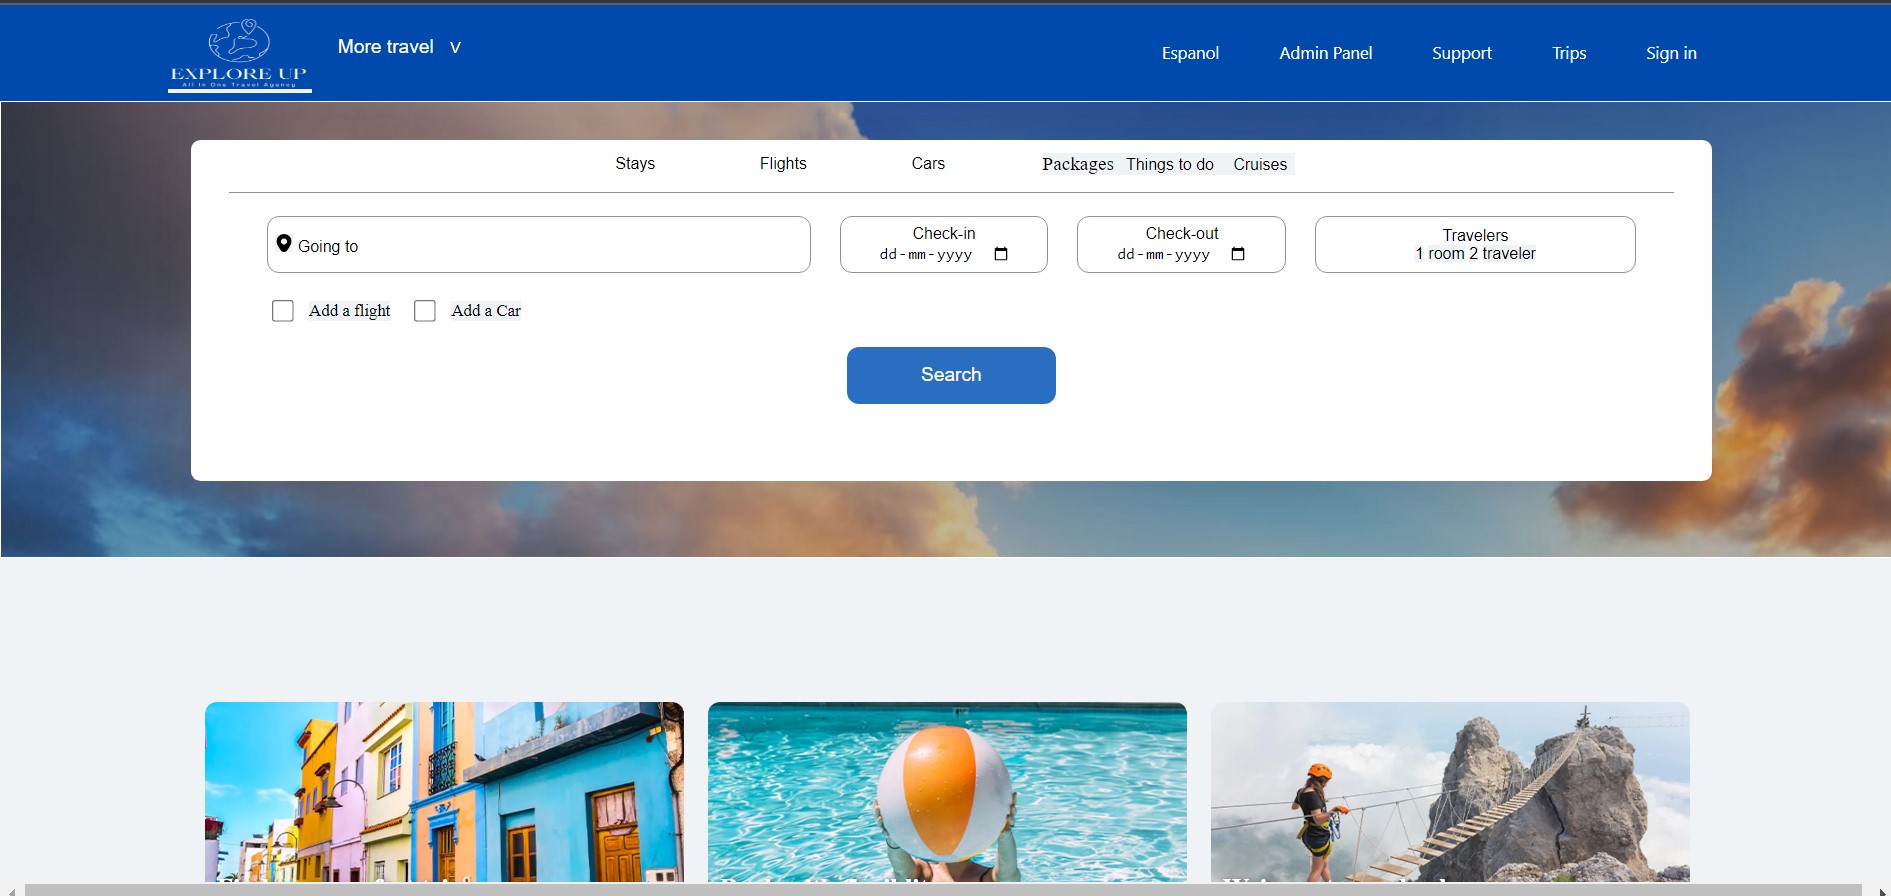 EXPLORE UP
All In One Travel Agency
More travel V
Espanol Admin Panel Support Trips Sign in
Stays Flights Cars Packages Things to do Cruises
Going to
Check-in
dd-mm-yyyy
Check-out
dd-mm-yyyy
Travelers
1 room 2 traveler
Add a flight Add a Car
Search